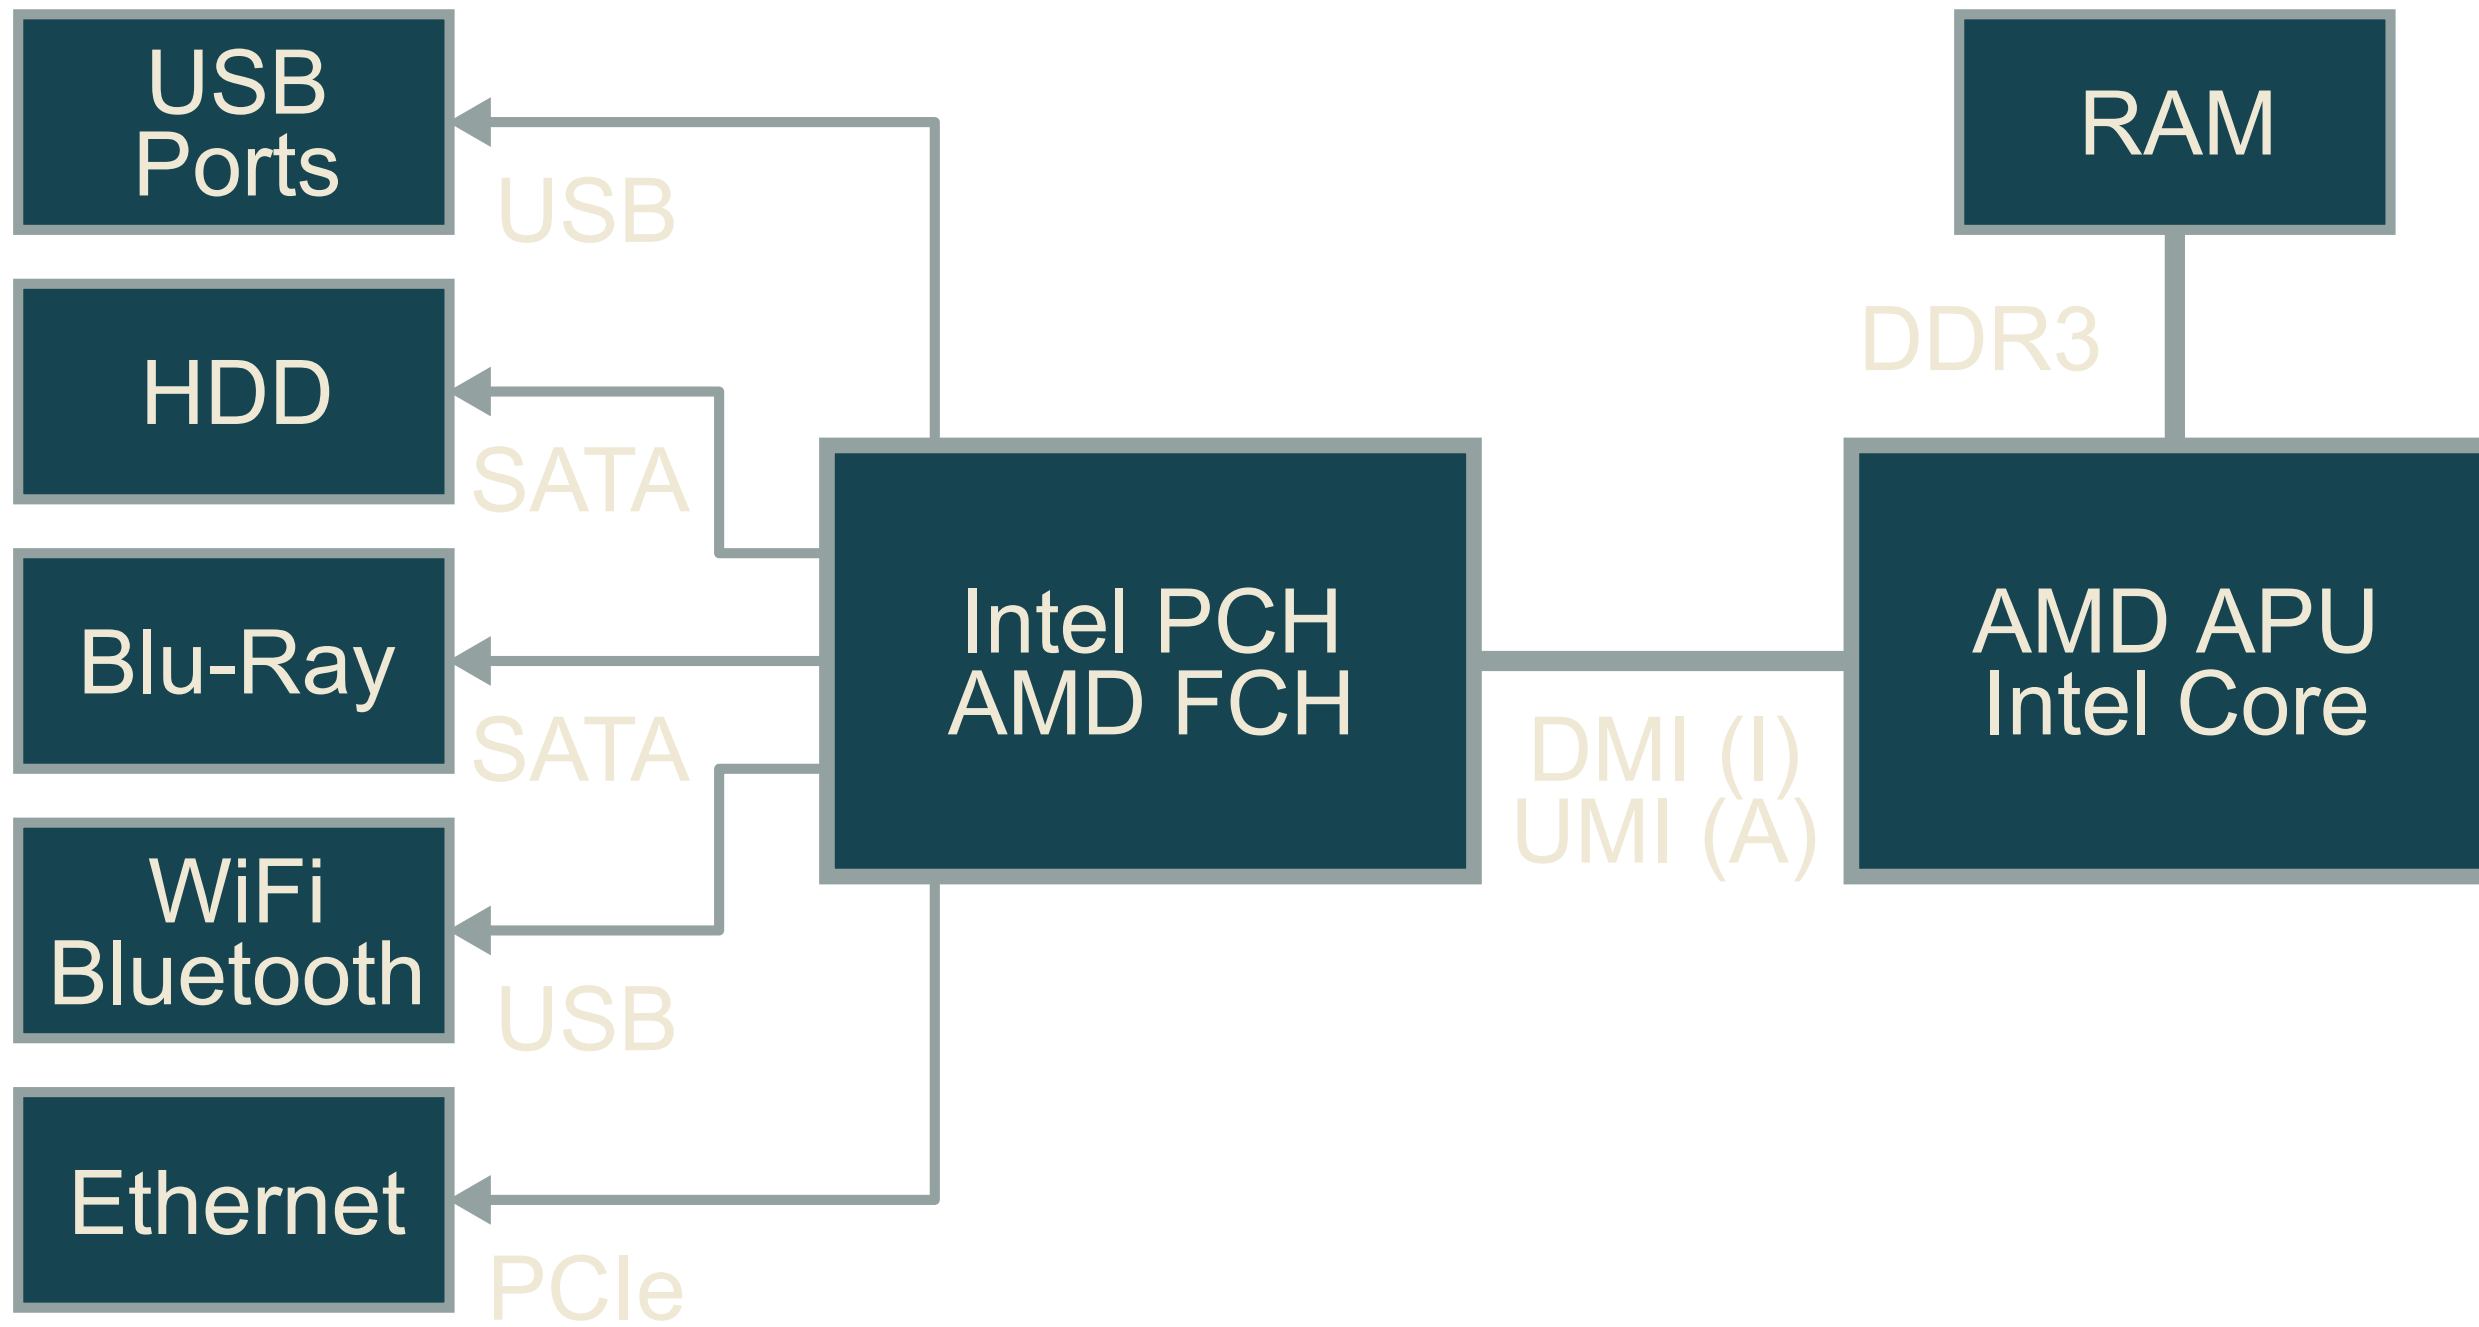 USB
Ports
USB
HDD
SATA
Blu-Ray
SATA
WiFi
Bluetooth
USB
Ethernet
PCIe
Intel PCH
AMD FCH
DMI (I)
UMI (A)
RAM
DDR3
AMD APU
Intel Core